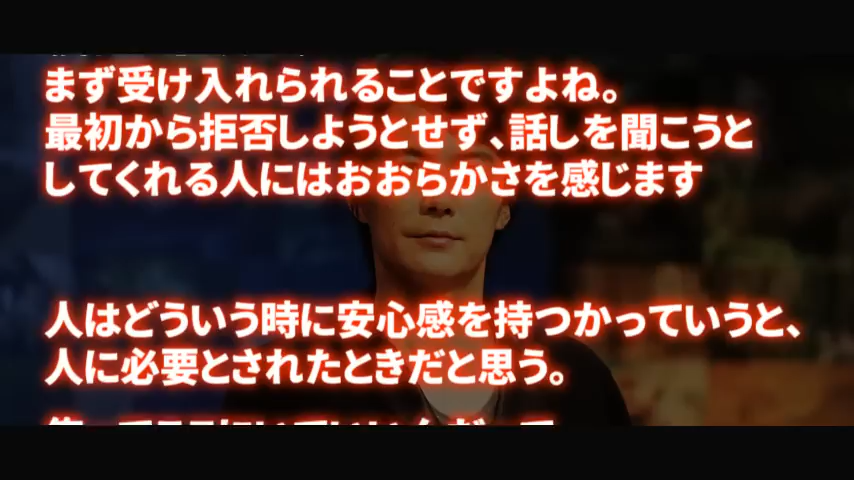 まず受け入れられることですよね。
最初から拒否しようとせず、話しを聞こうと
してくれる人にはおおらかさを感じます
人はどういう時に安心感を持つかっていうと、
人に必要とされたときだと思う。